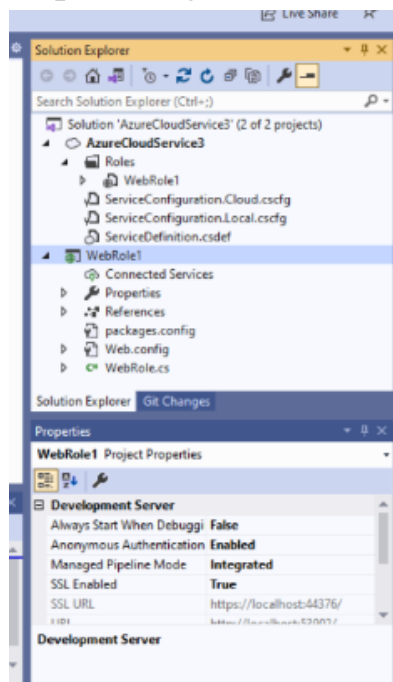 Live Share
Solution Explorer
Search Solution Explorer (Ctrl+;)
Solution 'AzureCloudService3' (2 of 2 projects)
AzureCloudService3
Roles
WebRole1
ServiceConfiguration.Cloud.cscfg
ServiceConfiguration.Local.cscfg
ServiceDefinition.csdef
WebRole1
Connected Services
Properties
References
packages.config
Web.config
C# WebRole.cs
Solution Explorer Git Changes
Properties
WebRole1 Project Properties
Development Server
Always Start When Debuggi False
Anonymous Authentication Enabled
Managed Pipeline Mode Integrated
SSL Enabled True
SSL URL https://localhost:44376/
URL
Development Server